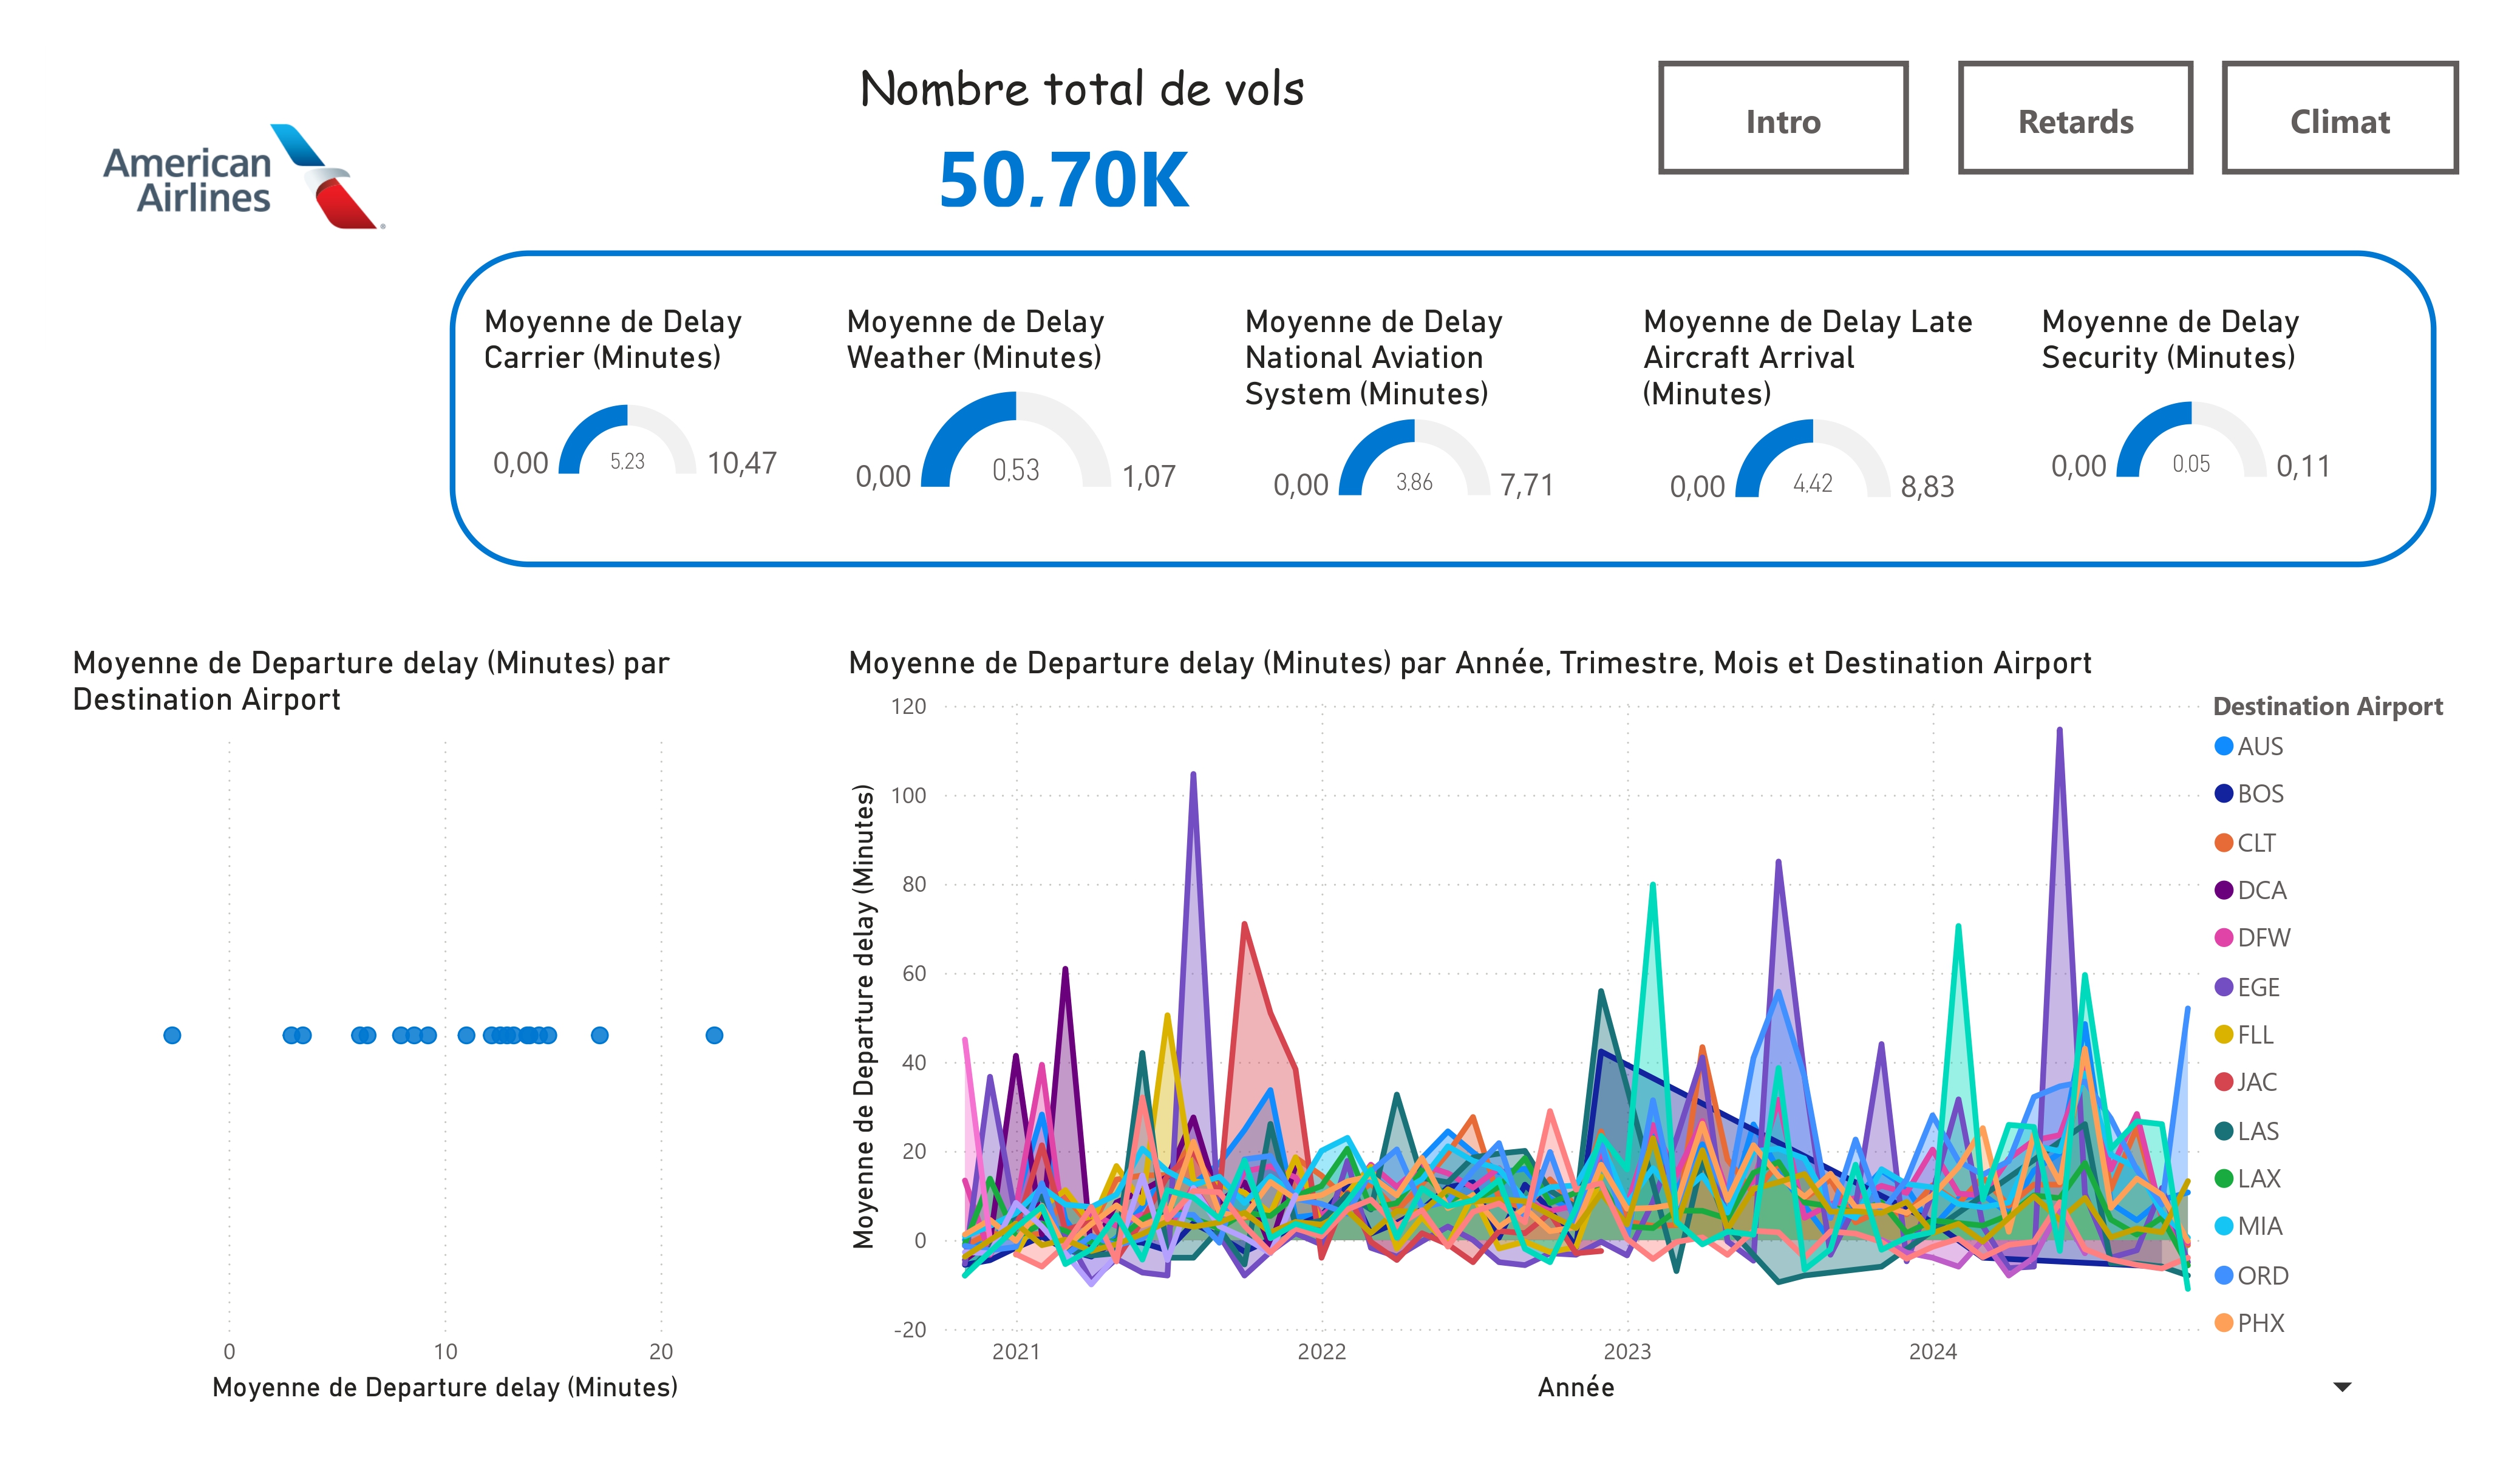 American
Airlines
Nombre total de vols
50,70K
Intro
Retards
Climat
Moyenne de Delay
Carrier (Minutes)
0,00
5,23
10,47
Moyenne de Delay
Weather (Minutes)
0,00
0,53
1,07
Moyenne de Delay
National Aviation
System (Minutes)
0,00
3,86
7,71
Moyenne de Delay Late
Aircraft Arrival
(Minutes)
0,00
4,42
8,83
Moyenne de Delay
Security (Minutes)
0,00
0,05
0,11
Moyenne de Departure delay (Minutes) par
Destination Airport
0
10
20
Moyenne de Departure delay (Minutes)
Moyenne de Departure delay (Minutes) par Année, Trimestre, Mois et Destination Airport
Moyenne de Departure delay (Minutes)
120
100
80
60
40
20
0
-20
2021
2022
2023
2024
Année
Destination Airport
AUS
BOS
CLT
DCA
DFW
EGE
FLL
JAC
LAS
LAX
MIA
ORD
PHX